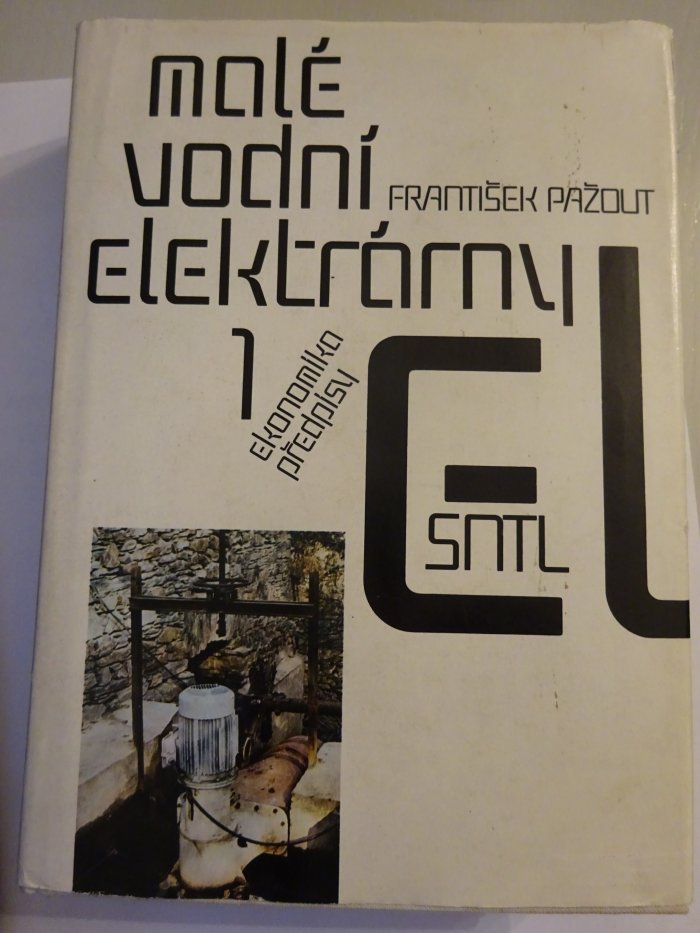 malé
vodní
FRANTIŠEK PAŽOUT
elektrárny
1
ekonomika
předpisy
EL
SNTL